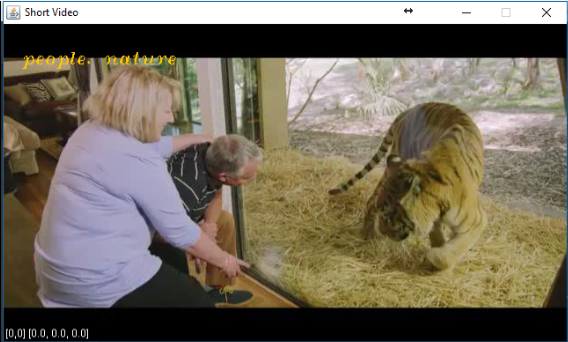 Short Video
people. nature
[0,0] [0.0, 0.0, 0.0]